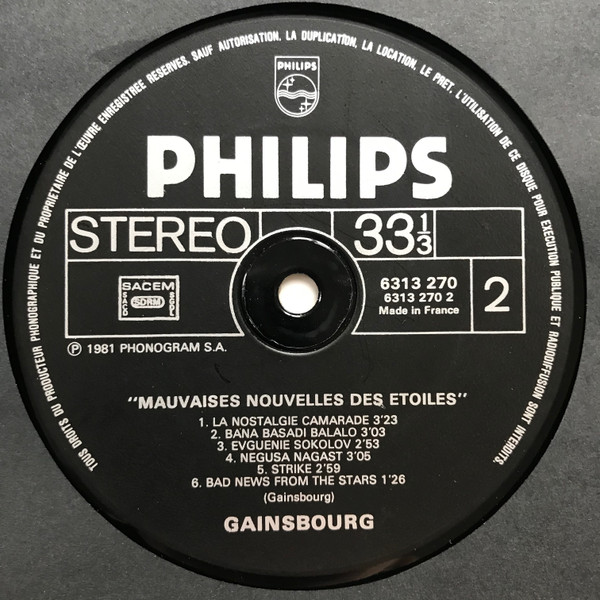 TOUS DROITS DU PRODUCTEUR PHONOGRAPHIQUE ET DU PROPRIETAIRE DE L'ŒUVRE ENREGISTREE RESERVES. SAUF AUTORISATION, LA DUPLICATION, LA LOCATION, LE PRET, L'UTILISATION DE CE DISQUE POUR EXECUTION PUBLIQUE ET RADIODIFFUSION SONT INTERDITS.
PHILIPS
PHILIPS
STEREO
33 1/3
SACEM
SACD
SDRM
SGDL
6313 270
6313 270 2
Made in France
2
Ⓟ 1981 PHONOGRAM S.A.
"MAUVAISES NOUVELLES DES ETOILES"
1. LA NOSTALGIE CAMARADE 3'23
2. BANA BASADI BALALO 3'03
3. EVGUENIE SOKOLOV 2'53
4. NEGUSA NAGAST 3'05
5. STRIKE 2'59
6. BAD NEWS FROM THE STARS 1'26
(Gainsbourg)
GAINSBOURG